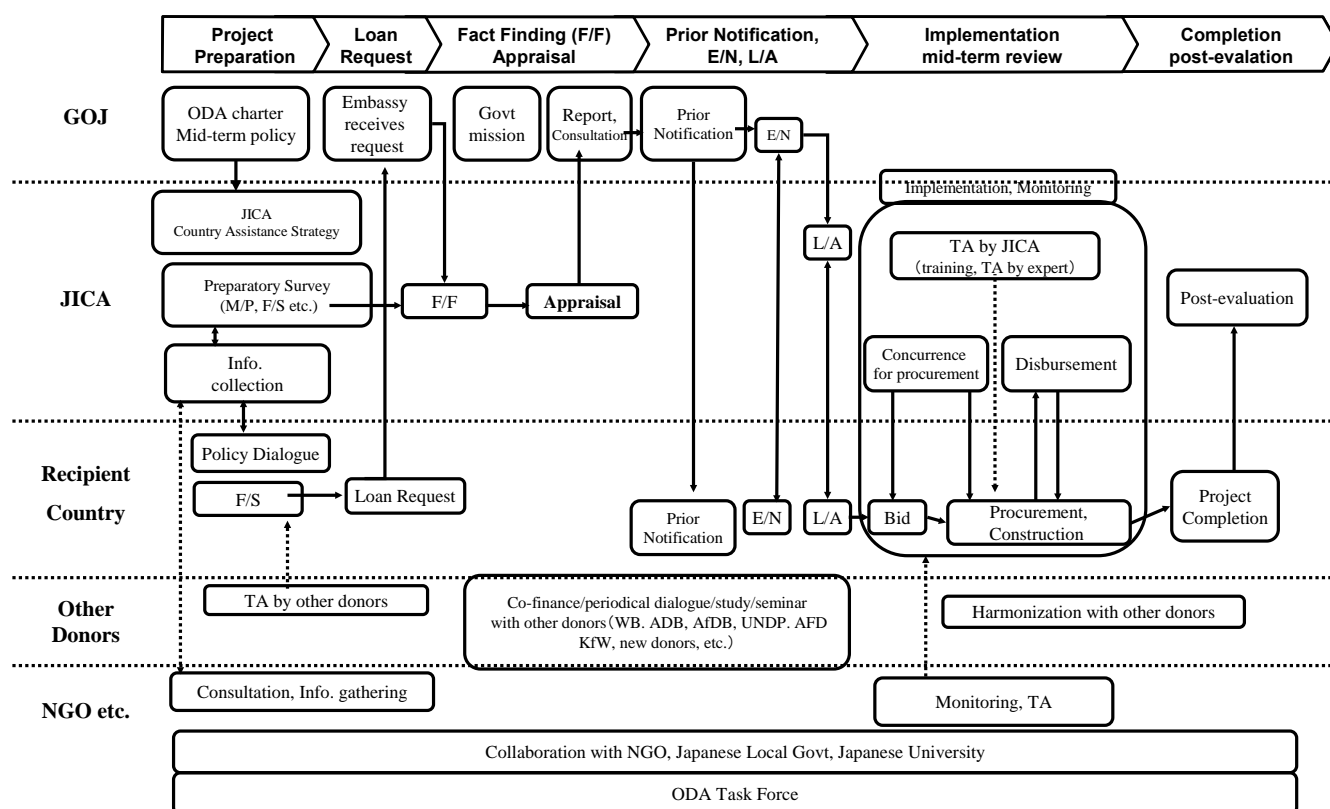 Project
Preparation
Loan
Request
Fact Finding (F/F)
Appraisal
Prior Notification,
E/N, L/A
Implementation
mid-term review
Completion
post-evalation
GOJ
ODA charter
Mid-term policy
Embassy
receives
request
Govt
mission
Report,
Consultation
Prior
Notification
E/N
Implementation, Monitoring
JICA
JICA
Country Assistance Strategy
L/A
TA by JICA
(training, TA by expert)
Preparatory Survey
(M/P, F/S etc.)
F/F
Appraisal
Post-evaluation
Info.
collection
Concurrence
for procurement
Disbursement
Recipient
Country
Policy Dialogue
F/S
Loan Request
Prior
Notification
E/N
L/A
Bid
Procurement,
Construction
Project
Completion
Other
Donors
TA by other donors
Co-finance/periodical dialogue/study/seminar
with other donors(WB. ADB, AfDB, UNDP. AFD
KfW, new donors, etc.)
Harmonization with other donors
NGO etc.
Consultation, Info. gathering
Monitoring, TA
Collaboration with NGO, Japanese Local Govt, Japanese University
ODA Task Force